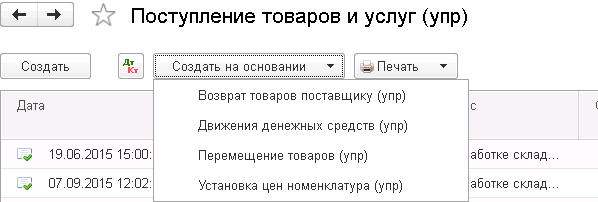 Поступление товаров и услуг (упр)
Создать
Дт
Кт
Создать на основании
Печать
Дата
с
Возврат товаров поставщику (упр)
Движения денежных средств (упр)
19.06.2015 15:00:
Перемещение товаров (упр)
аботке склад...
07.09.2015 12:02:
Установка цен номенклатура (упр)
аботке склад...